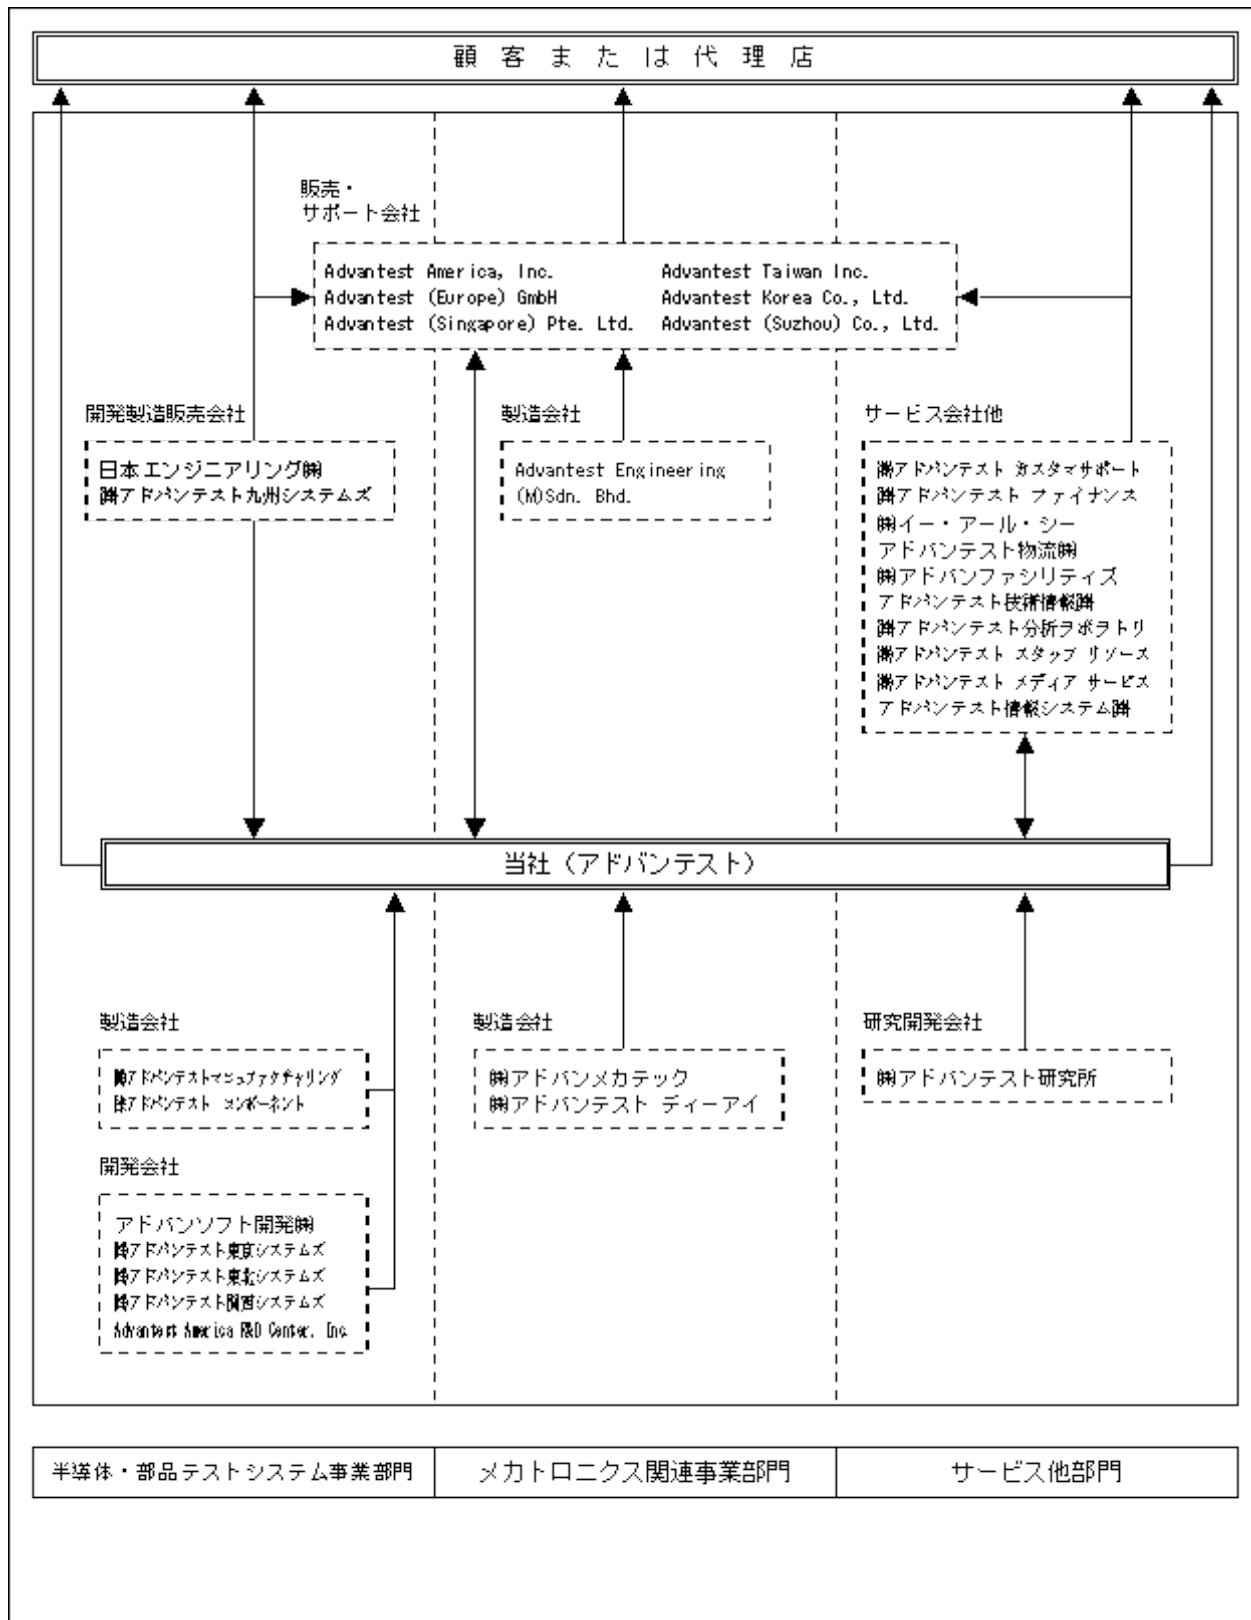 顧客または代理店
販売・
サポート会社
Advantest America, Inc.
Advantest (Europe) GmbH
Advantest (Singapore) Pte. Ltd.
Advantest Taiwan Inc.
Advantest Korea Co., Ltd.
Advantest (Suzhou) Co., Ltd.
開発製造販売会社
日本エンジニアリング㈱
㈱アドバンテスト九州システムズ
製造会社
Advantest Engineering
(M)Sdn. Bhd.
サービス会社他
㈱アドバンテスト カスタマサポート
㈱アドバンテスト ファイナンス
㈱イー・アール・シー
アドバンテスト物流㈱
㈱アドバンファシリティズ
アドバンテスト技術情報㈱
㈱アドバンテスト分析ラボラトリ
㈱アドバンテスト スタッフ リソース
㈱アドバンテスト メディア サービス
アドバンテスト情報システム㈱
当社（アドバンテスト）
製造会社
㈱アドバンテストマニュファクチャリング
㈱アドバンテスト コンポーネント
開発会社
アドバンソフト開発㈱
㈱アドバンテスト東京システムズ
㈱アドバンテスト東北システムズ
㈱アドバンテスト関西システムズ
Advantest America R&D Center, Inc.
製造会社
㈱アドバンメカテック
㈱アドバンテスト ディーアイ
研究開発会社
㈱アドバンテスト研究所
半導体・部品テストシステム事業部門
メカトロニクス関連事業部門
サービス他部門